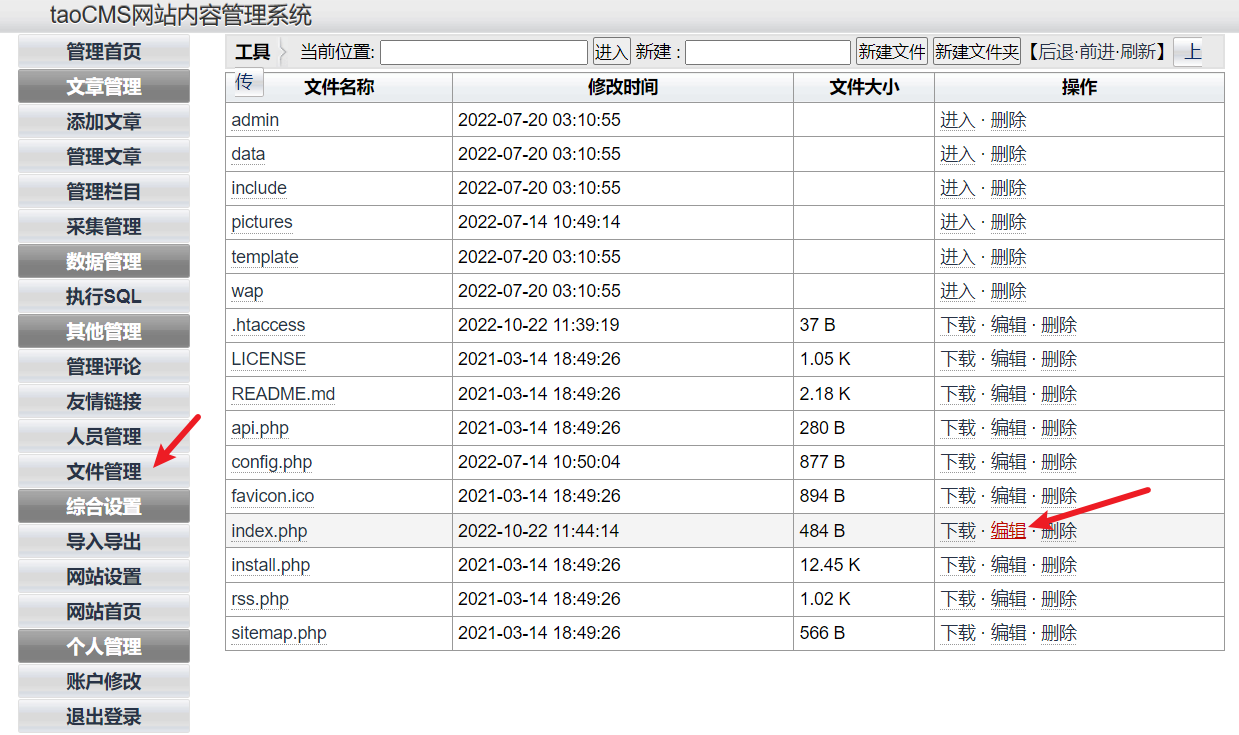 taoCMS网站内容管理系统
管理首页
文章管理
添加文章
管理文章
管理栏目
采集管理
数据管理
执行SQL
其他管理
管理评论
友情链接
人员管理
文件管理
综合设置
导入导出
网站设置
网站首页
个人管理
账户修改
退出登录
工具 当前位置: 进入 新建 : 新建文件 新建文件夹 【后退·前进·刷新】 上
传
文件名称 修改时间 文件大小 操作
admin 2022-07-20 03:10:55 进入 · 删除
data 2022-07-20 03:10:55 进入 · 删除
include 2022-07-20 03:10:55 进入 · 删除
pictures 2022-07-14 10:49:14 进入 · 删除
template 2022-07-20 03:10:55 进入 · 删除
wap 2022-07-20 03:10:55 进入 · 删除
.htaccess 2022-10-22 11:39:19 37 B 下载 · 编辑 · 删除
LICENSE 2021-03-14 18:49:26 1.05 K 下载 · 编辑 · 删除
README.md 2021-03-14 18:49:26 2.18 K 下载 · 编辑 · 删除
api.php 2021-03-14 18:49:26 280 B 下载 · 编辑 · 删除
config.php 2022-07-14 10:50:04 877 B 下载 · 编辑 · 删除
favicon.ico 2021-03-14 18:49:26 894 B 下载 · 编辑 · 删除
index.php 2022-10-22 11:44:14 484 B 下载 · 编辑 · 删除
install.php 2021-03-14 18:49:26 12.45 K 下载 · 编辑 · 删除
rss.php 2021-03-14 18:49:26 1.02 K 下载 · 编辑 · 删除
sitemap.php 2021-03-14 18:49:26 566 B 下载 · 编辑 · 删除